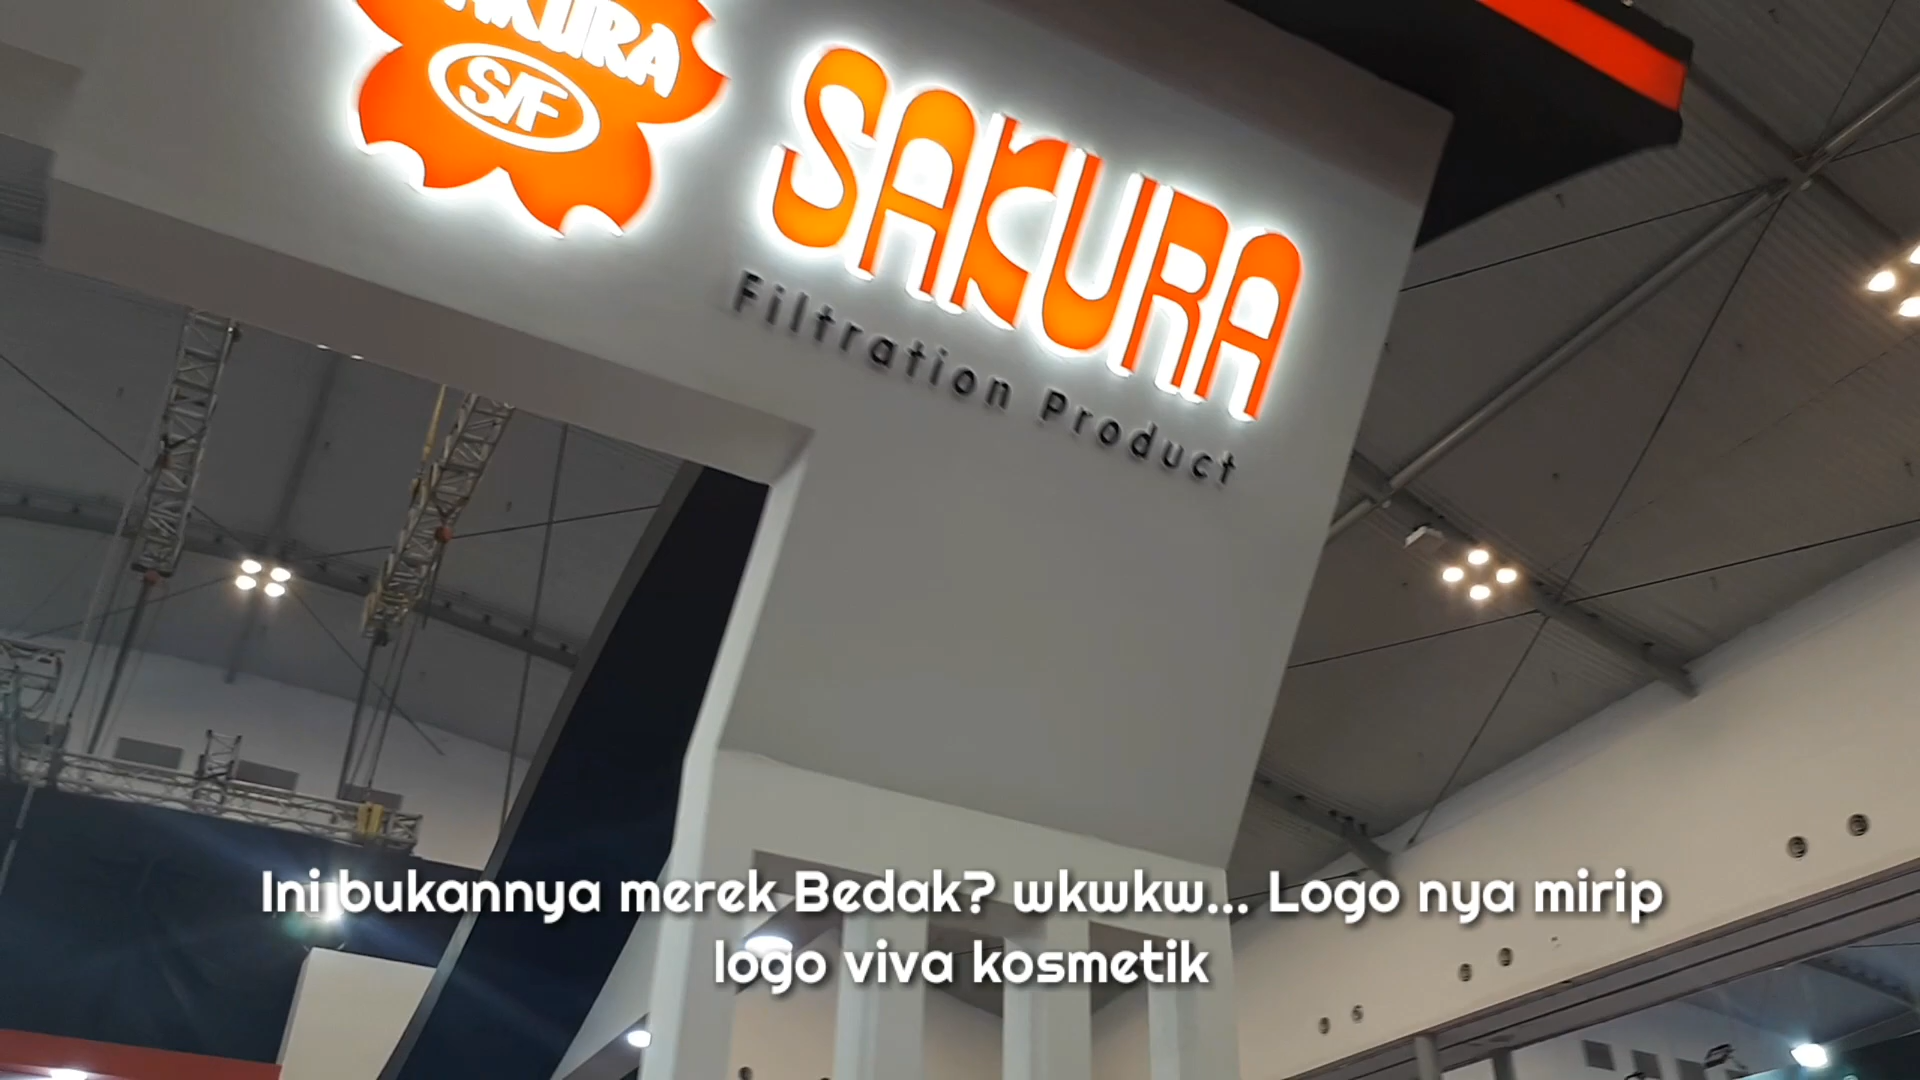 SAKURA
S/F
SAKURA
Filtration Product
Ini bukannya merek Bedak? wkwkw... Logo nya mirip
logo viva kosmetik